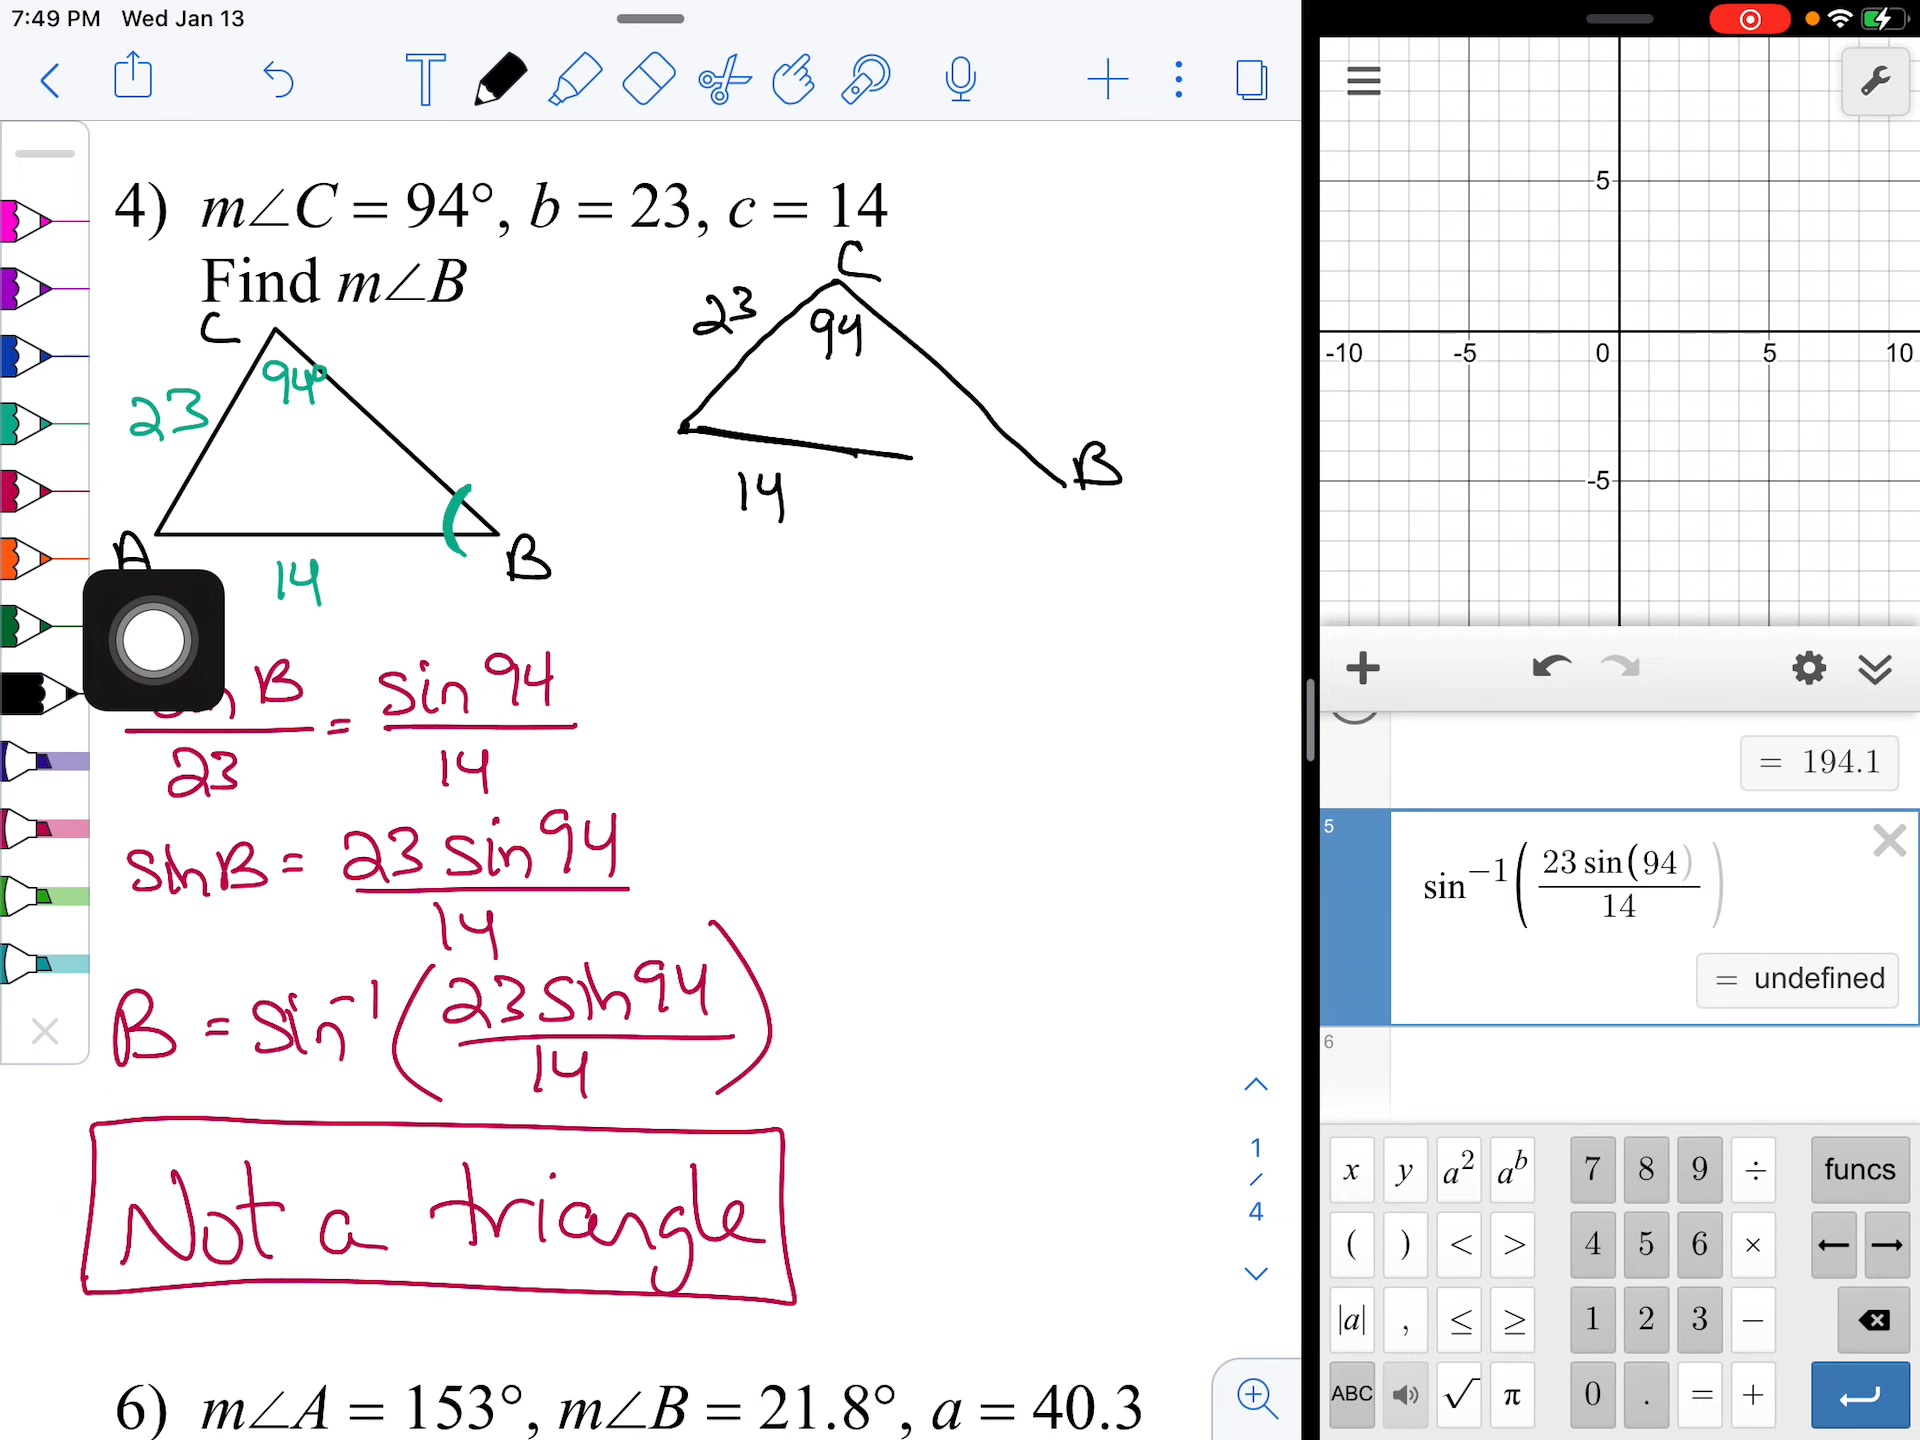 7:49 PM Wed Jan 13
4) m∠C = 94°, b = 23, c = 14
Find m∠B
C
94°
23
A
14
B
C
23
94
14
B
B = sin 94
23 14
sin B = 23 sin 94
14
B = sin⁻¹ ( 23 sin 94 )
14
Not a triangle
6) m∠A = 153°, m∠B = 21.8°, a = 40.3
1
/
4
5
-10 -5 0 5 10
-5
= 194.1
5
sin⁻¹ ( 23 sin(94) )
14
= undefined
6
x y a² aᵇ 7 8 9 ÷ funcs
( ) < > 4 5 6 × ← →
|a| , ≤ ≥ 1 2 3 −
ABC √ π 0 . = +